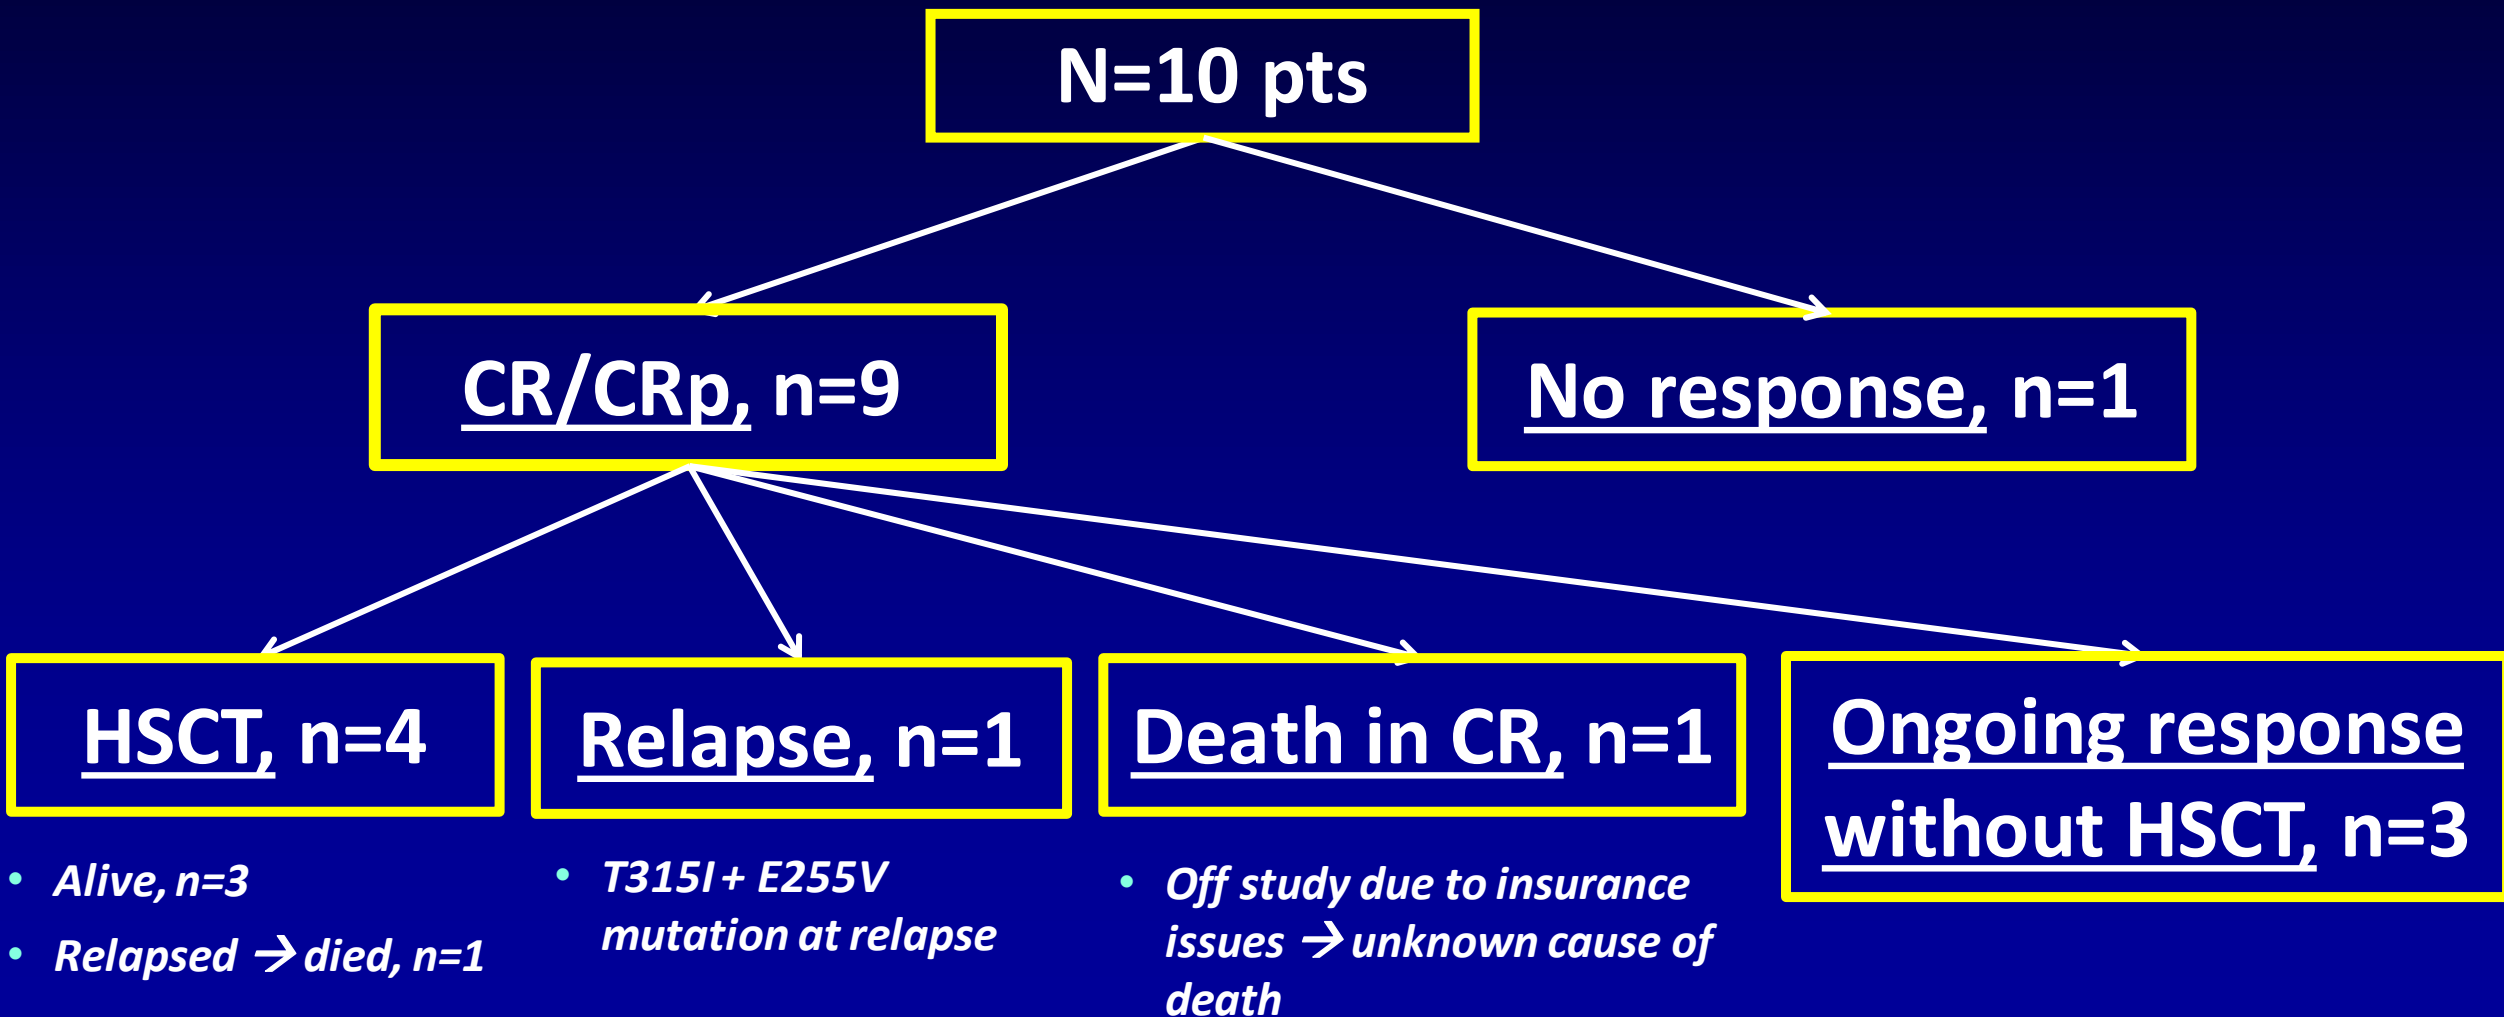 N=10 pts
CR/CRp, n=9
No response, n=1
HSCT, n=4
Relapse, n=1
Death in CR, n=1
Ongoing response
without HSCT, n=3
• Alive, n=3
• Relapsed → died, n=1
• T315I + E255V
mutation at relapse
• Off study due to insurance
issues → unknown cause of
death